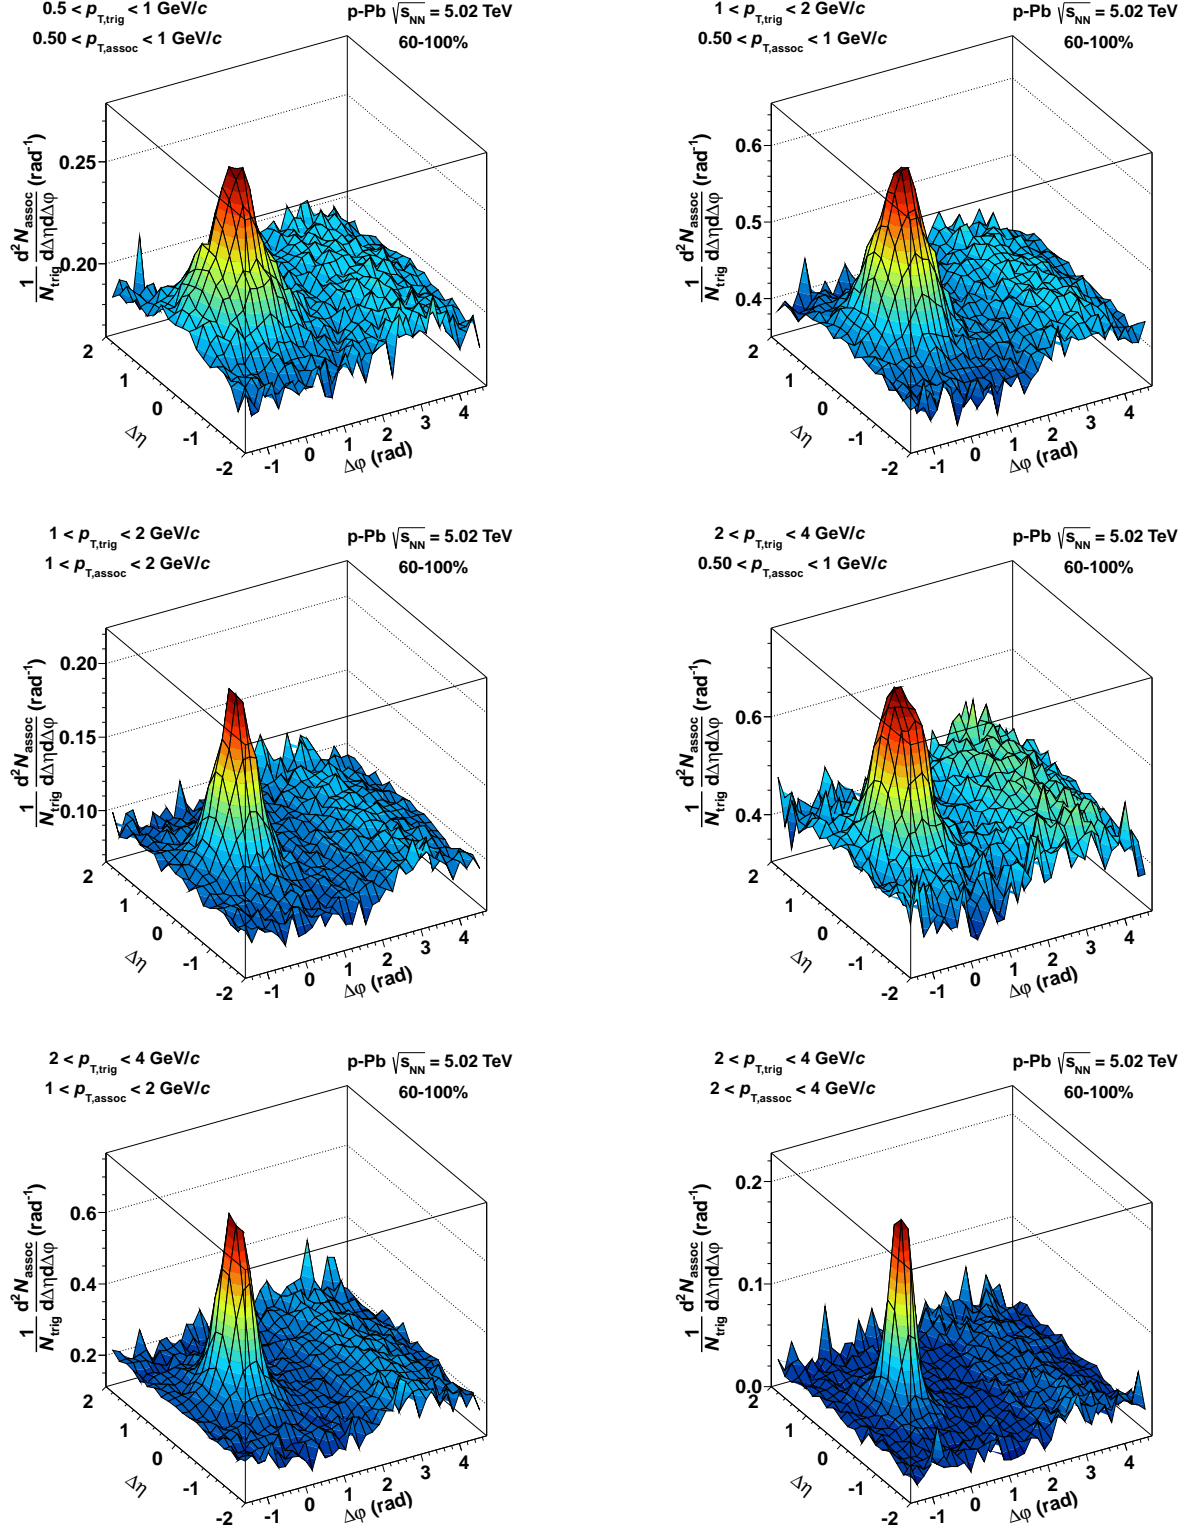 0.5 < p_T,trig < 1 GeV/c
0.50 < p_T,assoc < 1 GeV/c
p-Pb √s_NN = 5.02 TeV
60-100%
1/N_trig d²N_assoc/dΔηdΔφ (rad⁻¹)
0.25
0.20
2
1
0
-1
-2
Δη
-1
0
1
2
3
4
Δφ (rad)
1 < p_T,trig < 2 GeV/c
0.50 < p_T,assoc < 1 GeV/c
p-Pb √s_NN = 5.02 TeV
60-100%
1/N_trig d²N_assoc/dΔηdΔφ (rad⁻¹)
0.6
0.5
0.4
2
1
0
-1
-2
Δη
-1
0
1
2
3
4
Δφ (rad)
1 < p_T,trig < 2 GeV/c
1 < p_T,assoc < 2 GeV/c
p-Pb √s_NN = 5.02 TeV
60-100%
1/N_trig d²N_assoc/dΔηdΔφ (rad⁻¹)
0.20
0.15
0.10
2
1
0
-1
-2
Δη
-1
0
1
2
3
4
Δφ (rad)
2 < p_T,trig < 4 GeV/c
0.50 < p_T,assoc < 1 GeV/c
p-Pb √s_NN = 5.02 TeV
60-100%
1/N_trig d²N_assoc/dΔηdΔφ (rad⁻¹)
0.6
0.4
2
1
0
-1
-2
Δη
-1
0
1
2
3
4
Δφ (rad)
2 < p_T,trig < 4 GeV/c
1 < p_T,assoc < 2 GeV/c
p-Pb √s_NN = 5.02 TeV
60-100%
1/N_trig d²N_assoc/dΔηdΔφ (rad⁻¹)
0.6
0.4
0.2
2
1
0
-1
-2
Δη
-1
0
1
2
3
4
Δφ (rad)
2 < p_T,trig < 4 GeV/c
2 < p_T,assoc < 4 GeV/c
p-Pb √s_NN = 5.02 TeV
60-100%
1/N_trig d²N_assoc/dΔηdΔφ (rad⁻¹)
0.2
0.1
0.0
2
1
0
-1
-2
Δη
-1
0
1
2
3
4
Δφ (rad)